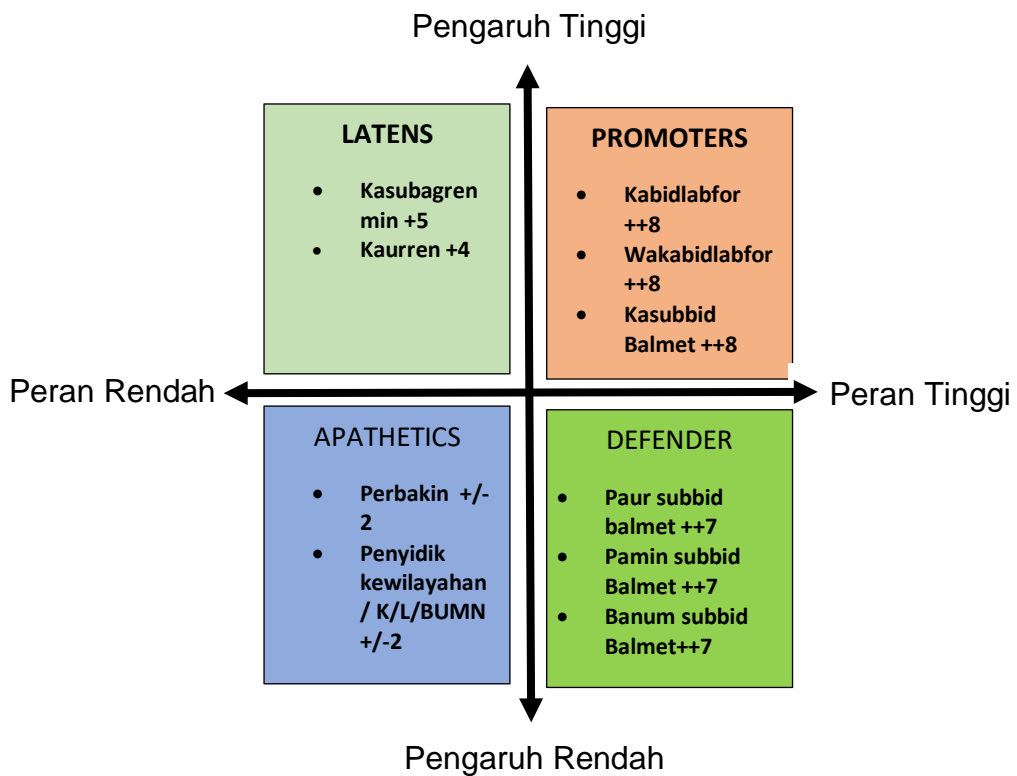 Pengaruh Tinggi
LATENS
• Kasubagren
min +5
• Kaurren +4
PROMOTERS
• Kabidlabfor
++8
• Wakabidlabfor
++8
• Kasubbid
Balmet ++8
Peran Rendah
Peran Tinggi
APATHETICS
• Perbakin +/-
2
• Penyidik
kewilayahan
/ K/L/BUMN
+/-2
DEFENDER
• Paur subbid
balmet ++7
• Pamin subbid
Balmet ++7
• Banum subbid
Balmet++7
Pengaruh Rendah